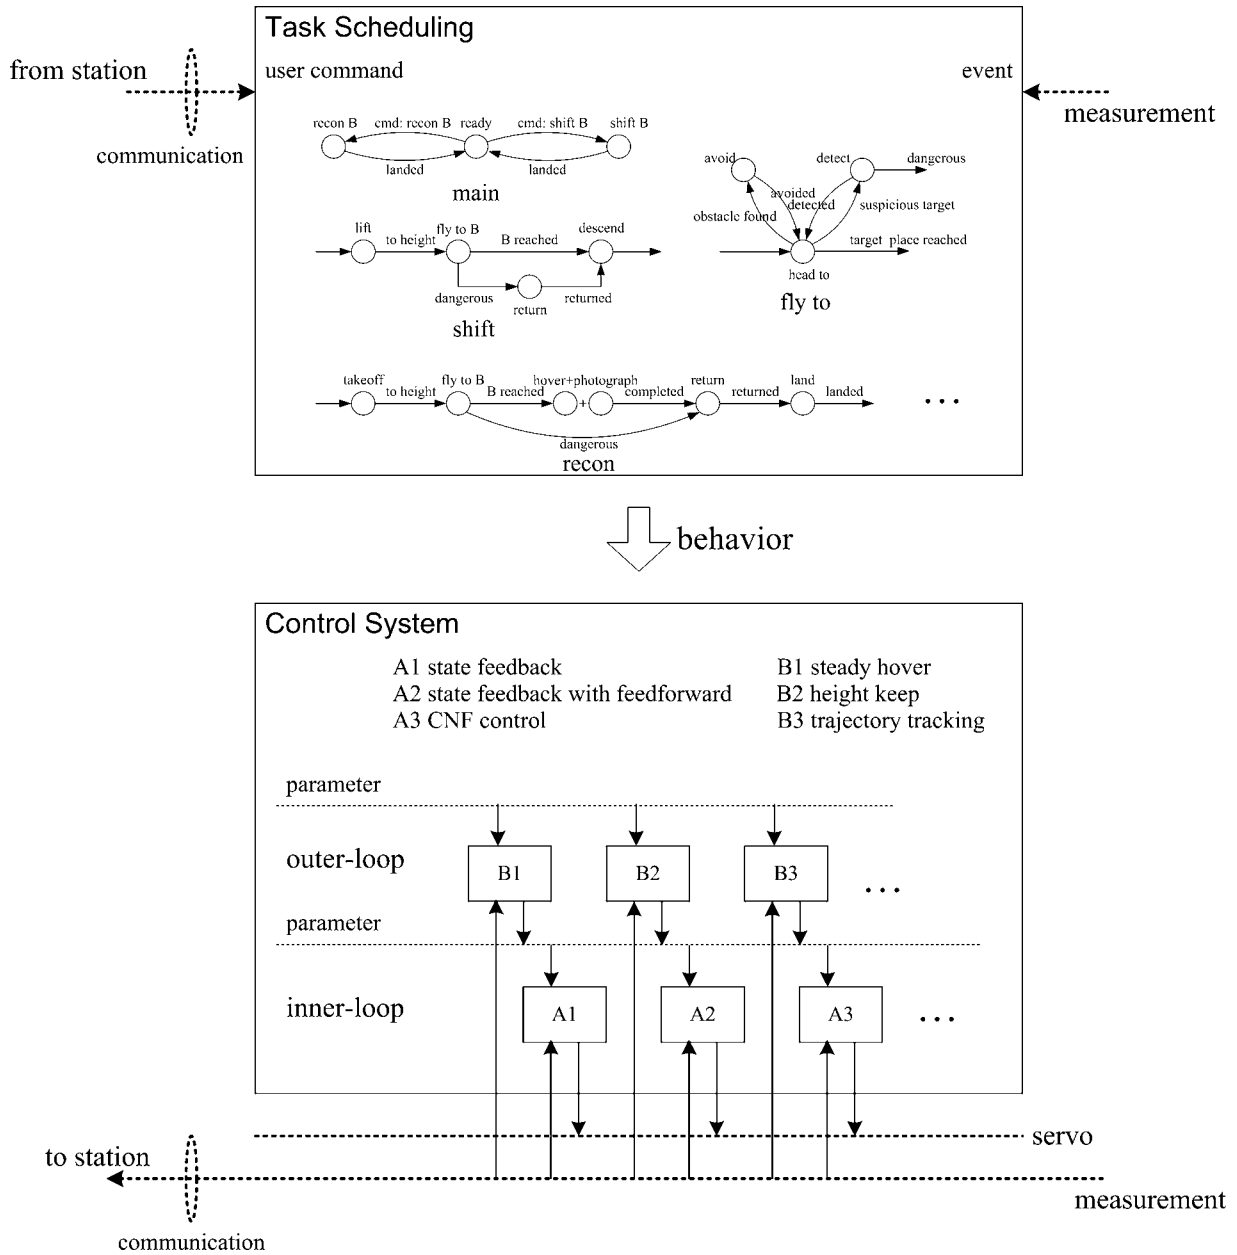 Task Scheduling
from station
user command
event
measurement
communication
recon B
cmd: recon B
ready
cmd: shift B
shift B
landed
landed
main
avoid
detect
dangerous
avoided
detected
suspicious target
obstacle found
target place reached
head to
fly to
lift
to height
fly to B
B reached
descend
dangerous
return
returned
shift
takeoff
to height
fly to B
B reached
hover+photograph
completed
return
returned
land
landed
+
...
dangerous
recon
behavior
Control System
A1 state feedback
A2 state feedback with feedforward
A3 CNF control
B1 steady hover
B2 height keep
B3 trajectory tracking
parameter
outer-loop
B1
B2
B3
...
parameter
inner-loop
A1
A2
A3
...
servo
to station
measurement
communication